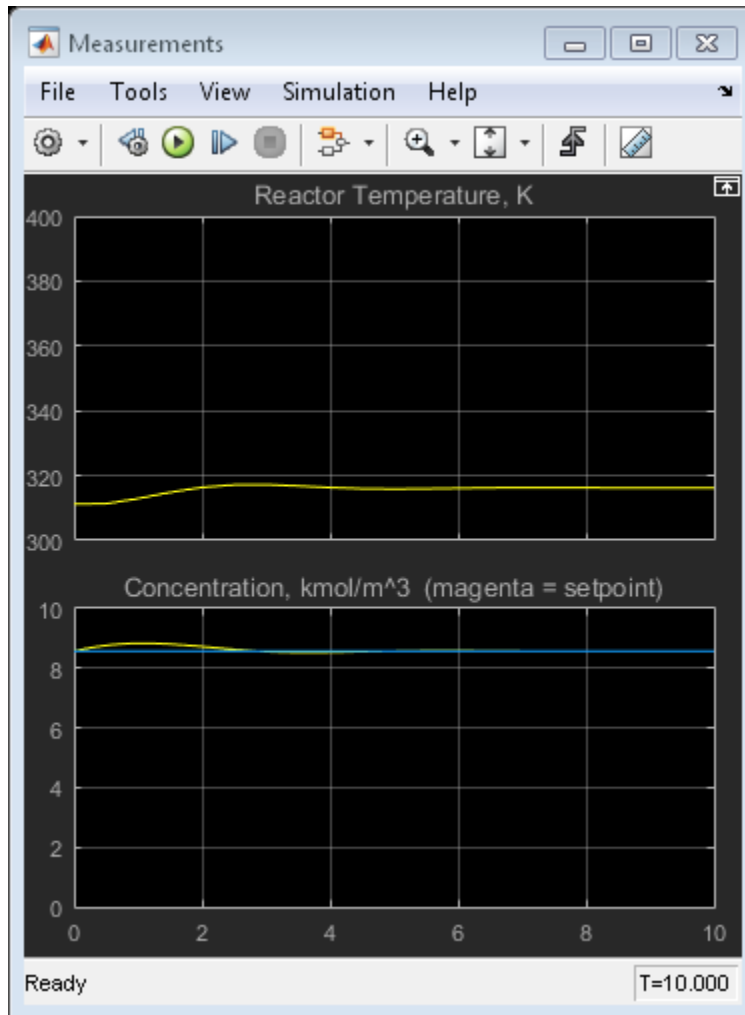 Measurements
File Tools View Simulation Help
Reactor Temperature, K
400
380
360
340
320
300
Concentration, kmol/m^3 (magenta = setpoint)
10
8
6
4
2
0
0 2 4 6 8 10
Ready T=10.000